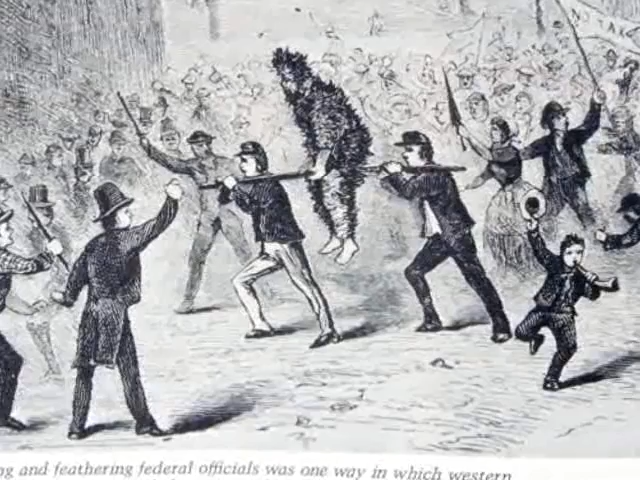 ng and feathering federal officials was one way in which western